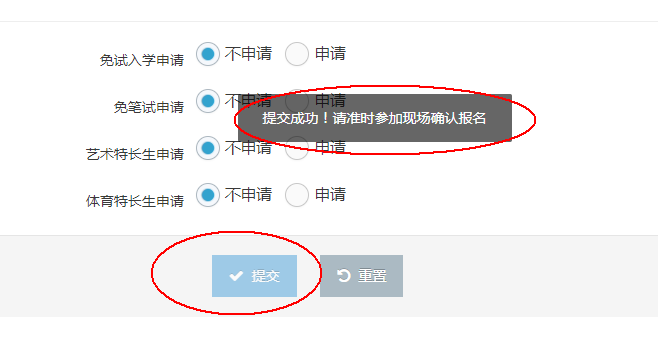 免试入学申请 不申请 申请
免笔试申请 不申请 申请
提交成功！请准时参加现场确认报名
艺术特长生申请 不申请 申请
体育特长生申请 不申请 申请
提交 重置